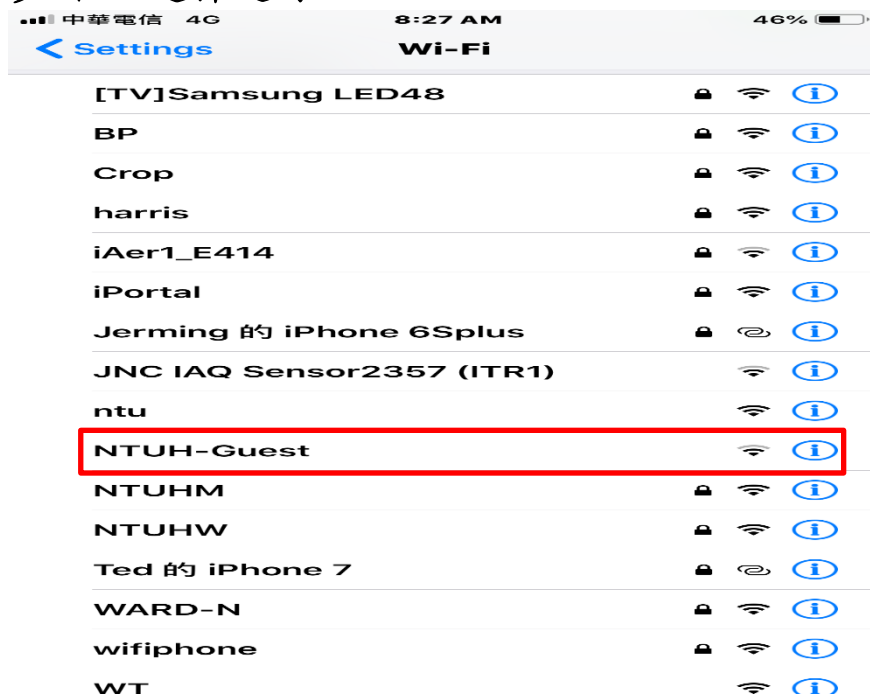 中華電信 4G 8:27 AM 46%
Settings Wi-Fi
[TV]Samsung LED48
BP
Crop
harris
iAer1_E414
iPortal
Jerming 的 iPhone 6Splus
JNC IAQ Sensor2357 (ITR1)
ntu
NTUH-Guest
NTUHM
NTUHW
Ted 的 iPhone 7
WARD-N
wifiphone
WT